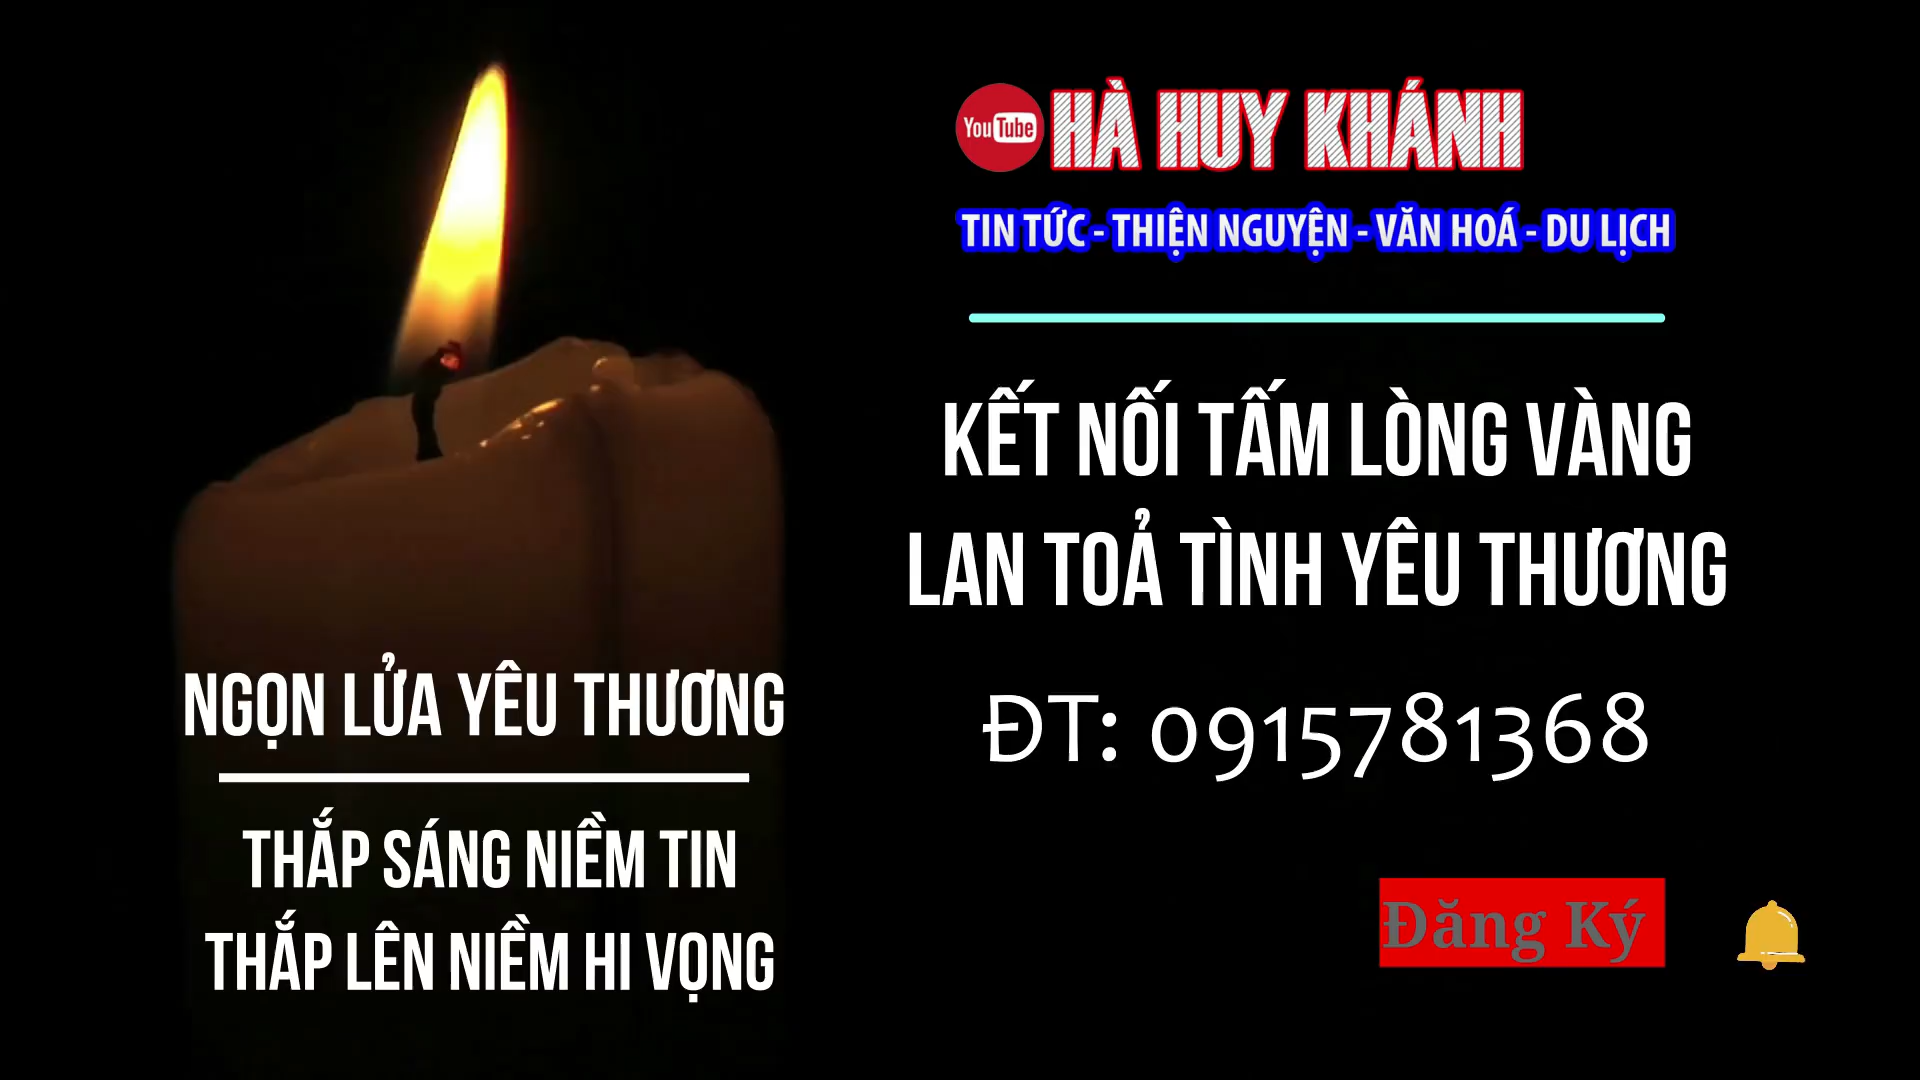 YouTube HÀ HUY KHÁNH
TIN TỨC - THIỆN NGUYỆN - VĂN HOÁ - DU LỊCH
KẾT NỐI TẤM LÒNG VÀNG
LAN TOẢ TÌNH YÊU THƯƠNG
ĐT: 0915781368
Đăng Ký
NGỌN LỬA YÊU THƯƠNG
THẮP SÁNG NIỀM TIN
THẮP LÊN NIỀM HI VỌNG